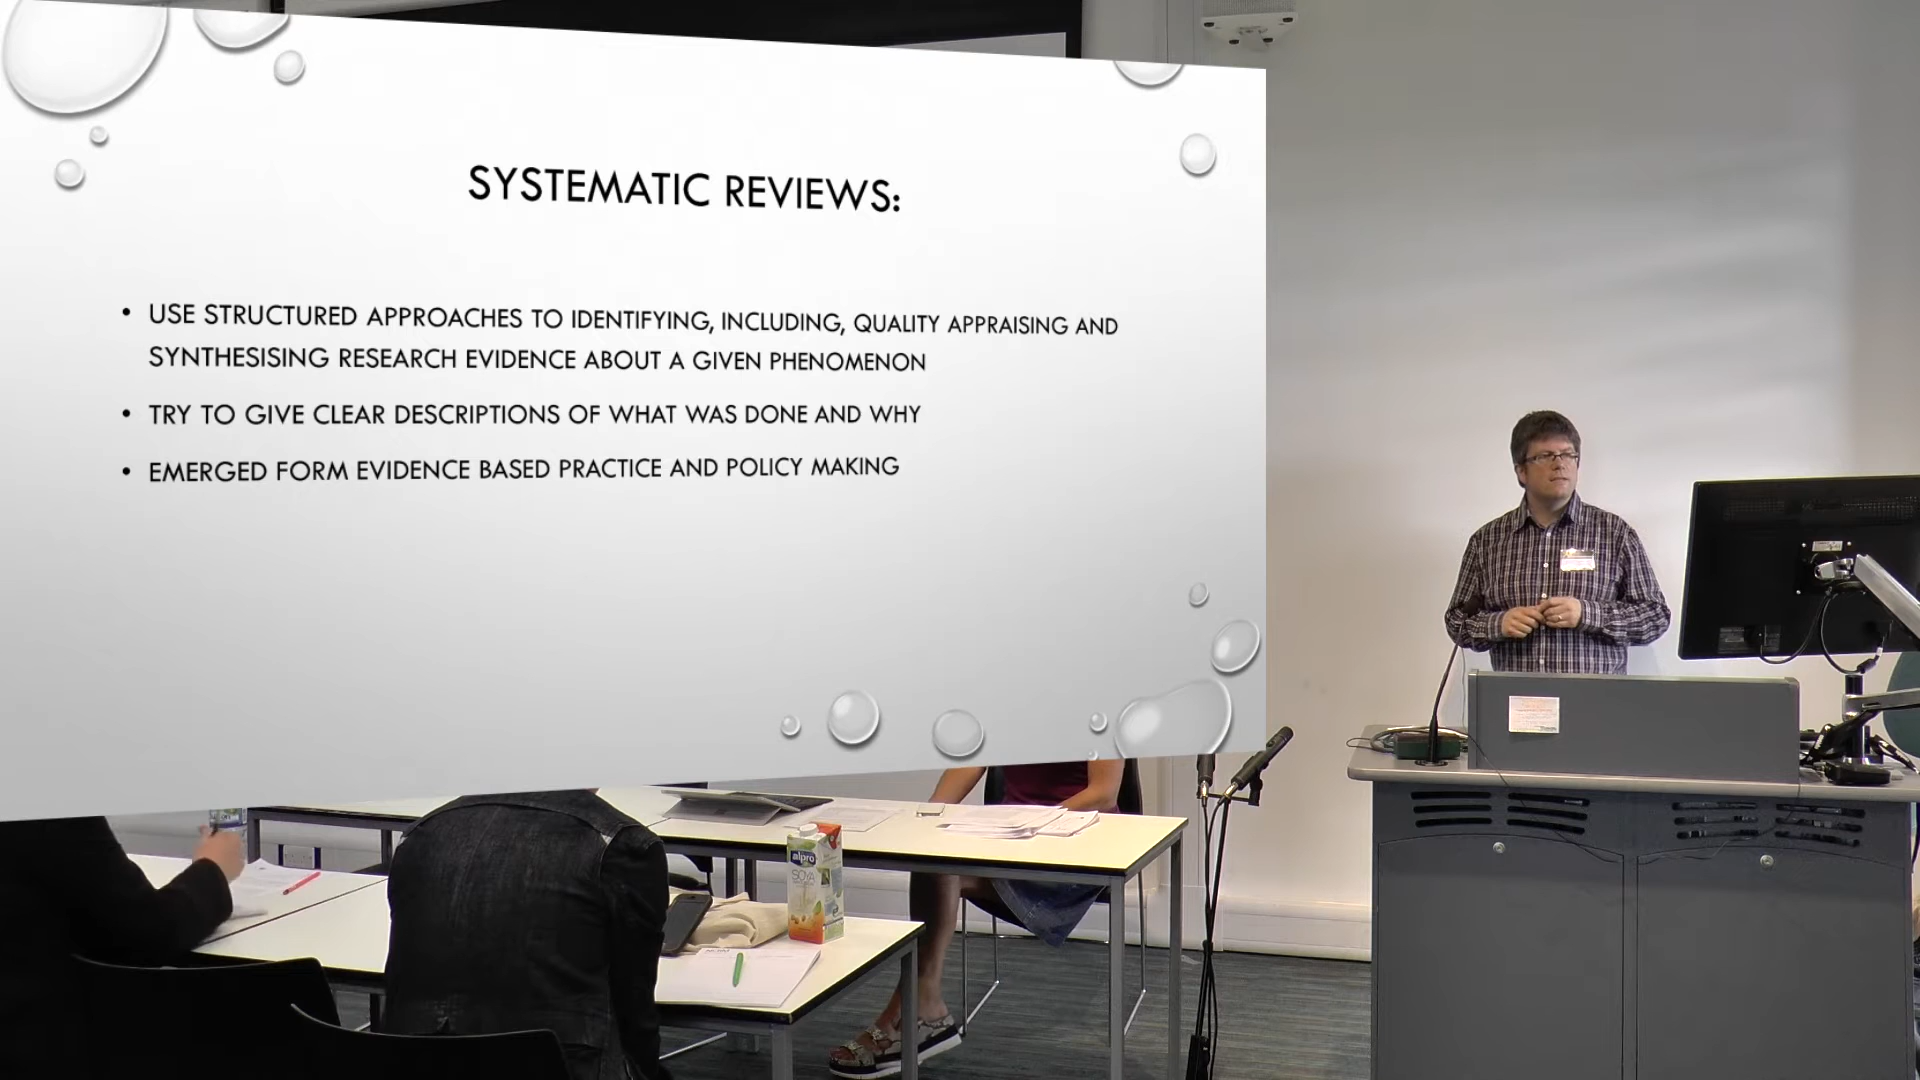 SYSTEMATIC REVIEWS:
• USE STRUCTURED APPROACHES TO IDENTIFYING, INCLUDING, QUALITY APPRAISING AND
SYNTHESISING RESEARCH EVIDENCE ABOUT A GIVEN PHENOMENON
• TRY TO GIVE CLEAR DESCRIPTIONS OF WHAT WAS DONE AND WHY
• EMERGED FORM EVIDENCE BASED PRACTICE AND POLICY MAKING
alpro
SOYA